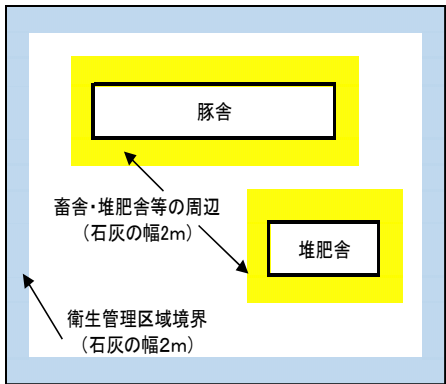 豚舎
畜舎・堆肥舎等の周辺
（石灰の幅2m）
堆肥舎
衛生管理区域境界
（石灰の幅2m）